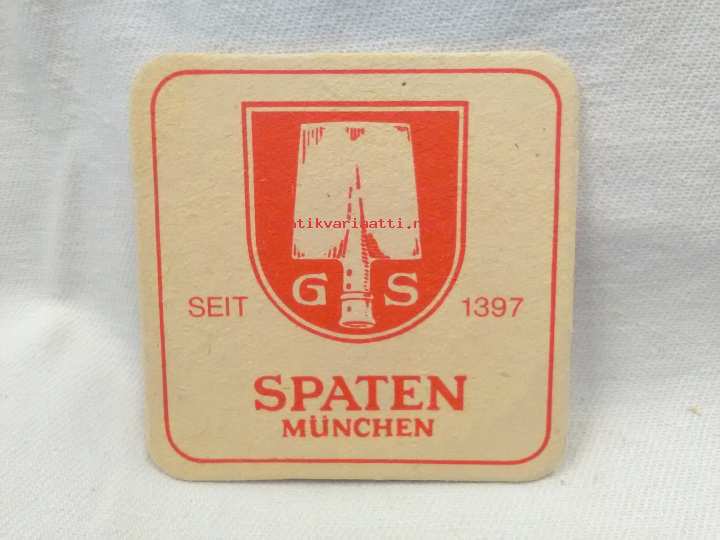 G S
SEIT 1397
SPATEN
MÜNCHEN